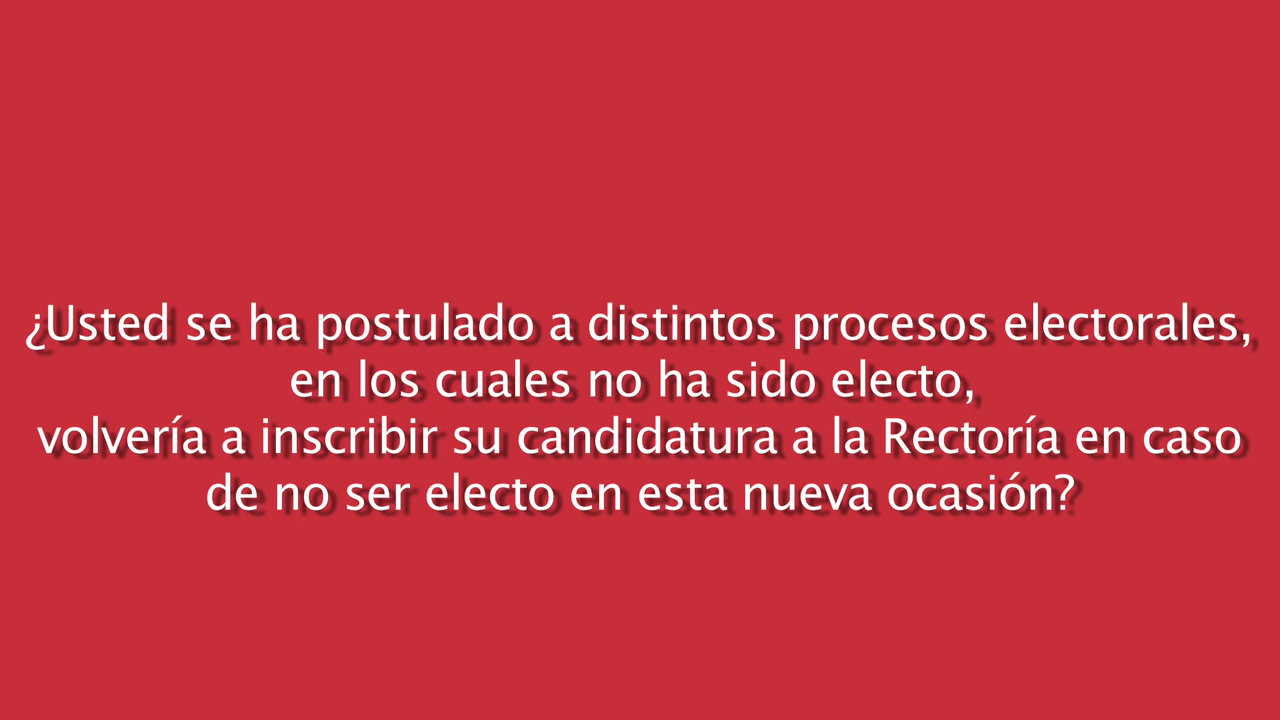 ¿Usted se ha postulado a distintos procesos electorales,
en los cuales no ha sido electo,
volvería a inscribir su candidatura a la Rectoría en caso
de no ser electo en esta nueva ocasión?